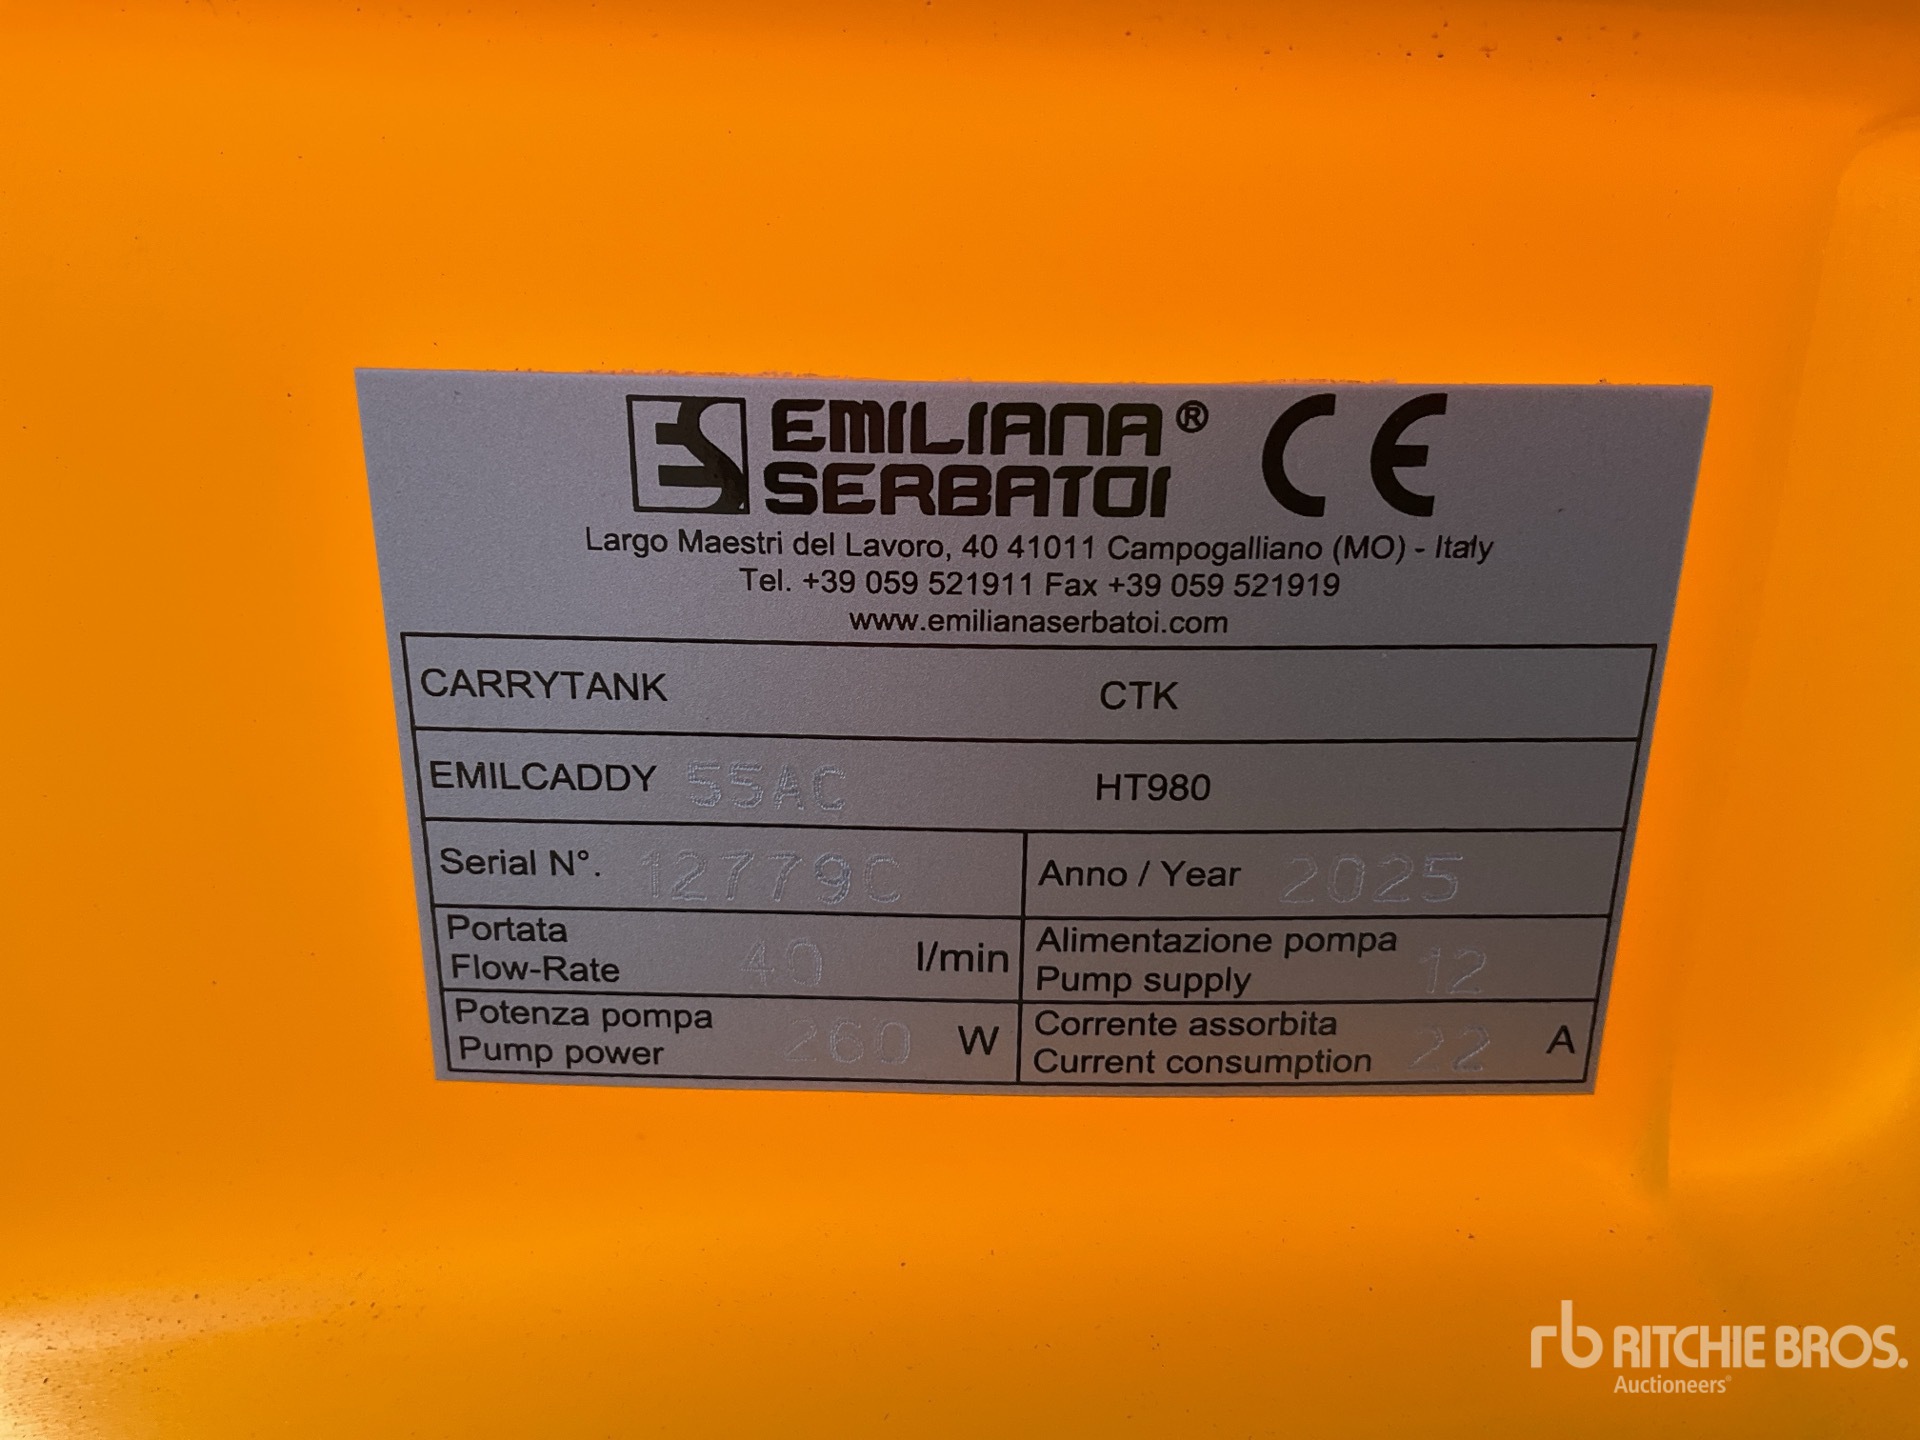 ES EMILIANA® CE
SERBATOI
Largo Maestri del Lavoro, 40 41011 Campogalliano (MO) - Italy
Tel. +39 059 521911 Fax +39 059 521919
www.emilianaserbatoi.com
CARRYTANK CTK
EMILCADDY 55AC HT980
Serial N°. 12779C Anno / Year 2025
Portata
Flow-Rate 40 l/min
Alimentazione pompa
Pump supply 12
Potenza pompa
Pump power 260 W
Corrente assorbita
Current consumption 22 A
rb RITCHIE BROS.
Auctioneers®